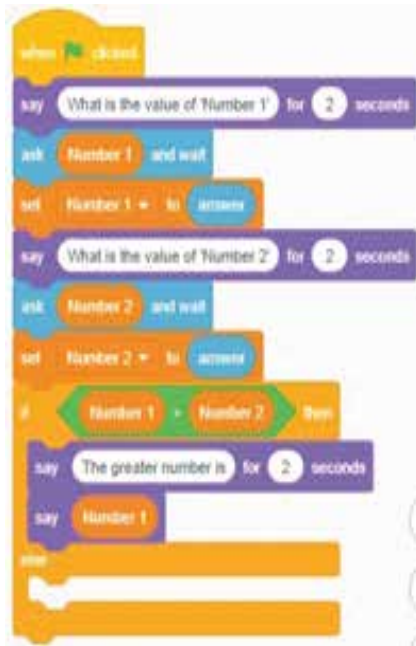 when clicked
say What is the value of 'Number 1' for 2 seconds
ask Number 1 and wait
set Number 1 to answer
say What is the value of 'Number 2' for 2 seconds
ask Number 2 and wait
set Number 2 to answer
if Number 1 Number 2 then
say The greater number is for 2 seconds
say Number 1
else